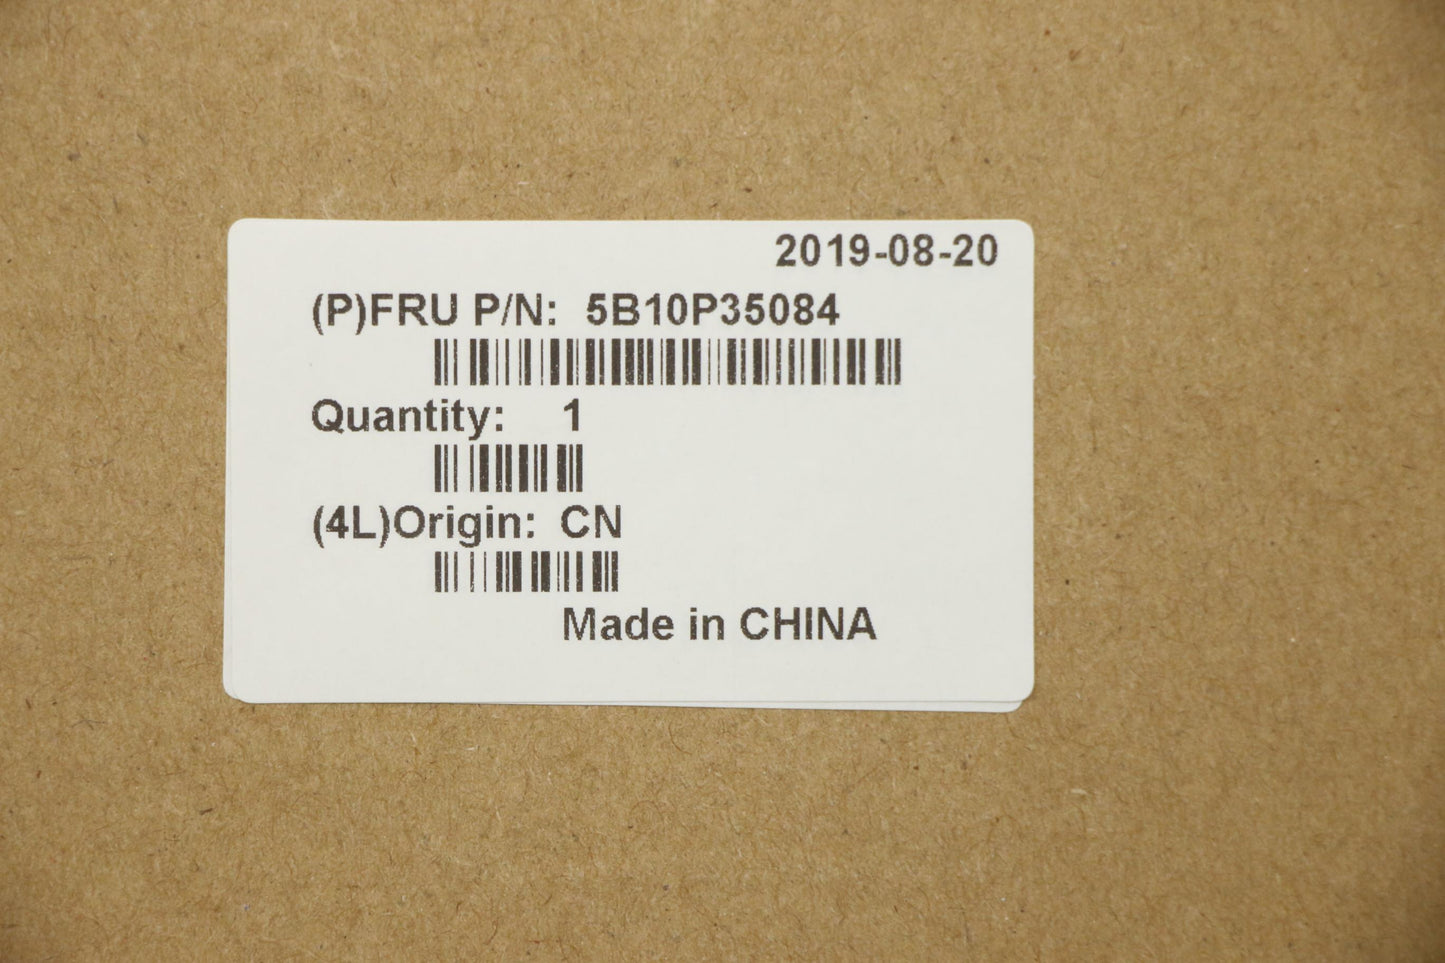 2019-08-20
(P)FRU P/N: 5B10P35084
Quantity: 1
(4L)Origin: CN
Made in CHINA